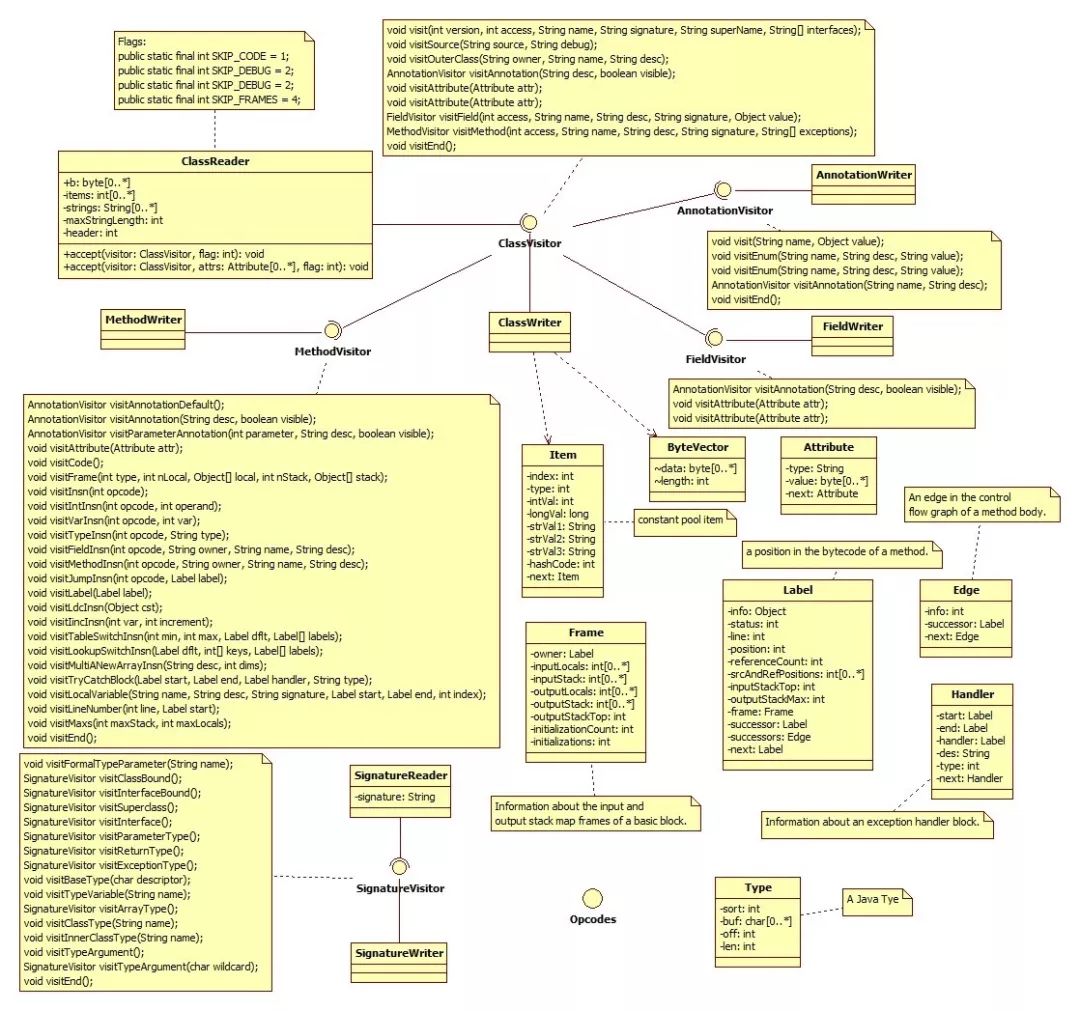 Flags:
public static final int SKIP_CODE = 1;
public static final int SKIP_DEBUG = 2;
public static final int SKIP_DEBUG = 2;
public static final int SKIP_FRAMES = 4;
void visit(int version, int access, String name, String signature, String superName, String[] interfaces);
void visitSource(String source, String debug);
void visitOuterClass(String owner, String name, String desc);
AnnotationVisitor visitAnnotation(String desc, boolean visible);
void visitAttribute(Attribute attr);
void visitAttribute(Attribute attr);
FieldVisitor visitField(int access, String name, String desc, String signature, Object value);
MethodVisitor visitMethod(int access, String name, String desc, String signature, String[] exceptions);
void visitEnd();
ClassReader
+b: byte[0..*]
-items: int[0..*]
-strings: String[0..*]
-maxStringLength: int
-header: int
+accept(visitor: ClassVisitor, flag: int): void
+accept(visitor: ClassVisitor, attrs: Attribute[0..*], flag: int): void
ClassVisitor
AnnotationVisitor
AnnotationWriter
void visit(String name, Object value);
void visitEnum(String name, String desc, String value);
void visitEnum(String name, String desc, String value);
AnnotationVisitor visitAnnotation(String name, String desc);
void visitEnd();
MethodWriter
MethodVisitor
ClassWriter
FieldVisitor
FieldWriter
AnnotationVisitor visitAnnotation(String desc, boolean visible);
void visitAttribute(Attribute attr);
void visitAttribute(Attribute attr);
AnnotationVisitor visitAnnotationDefault();
AnnotationVisitor visitAnnotation(String desc, boolean visible);
AnnotationVisitor visitParameterAnnotation(int parameter, String desc, boolean visible);
void visitAttribute(Attribute attr);
void visitCode();
void visitFrame(int type, int nLocal, Object[] local, int nStack, Object[] stack);
void visitInsn(int opcode);
void visitIntInsn(int opcode, int operand);
void visitVarInsn(int opcode, int var);
void visitTypeInsn(int opcode, String type);
void visitFieldInsn(int opcode, String owner, String name, String desc);
void visitMethodInsn(int opcode, String owner, String name, String desc);
void visitJumpInsn(int opcode, Label label);
void visitLabel(Label label);
void visitLdcInsn(Object cst);
void visitIincInsn(int var, int increment);
void visitTableSwitchInsn(int min, int max, Label dflt, Label[] labels);
void visitLookupSwitchInsn(Label dflt, int[] keys, Label[] labels);
void visitMultiANewArrayInsn(String desc, int dims);
void visitTryCatchBlock(Label start, Label end, Label handler, String type);
void visitLocalVariable(String name, String desc, String signature, Label start, Label end, int index);
void visitLineNumber(int line, Label start);
void visitMaxs(int maxStack, int maxLocals);
void visitEnd();
Item
-index: int
-type: int
-intVal: int
-longVal: long
-strVal1: String
-strVal2: String
-strVal3: String
-hashCode: int
-next: Item
constant pool item
ByteVector
~data: byte[0..*]
~length: int
Attribute
-type: String
-value: byte[0..*]
-next: Attribute
An edge in the control
flow graph of a method body.
a position in the bytecode of a method.
Label
-info: Object
-status: int
-line: int
-position: int
-referenceCount: int
-srcAndRefPositions: int[0..*]
-inputStackTop: int
-outputStackMax: int
-frame: Frame
-successor: Label
-successors: Edge
-next: Label
Edge
-info: int
-successor: Label
-next: Edge
Frame
-owner: Label
-inputLocals: int[0..*]
-inputStack: int[0..*]
-outputLocals: int[0..*]
-outputStack: int[0..*]
-outputStackTop: int
-initializationCount: int
-initializations: int
Handler
-start: Label
-end: Label
-handler: Label
-des: String
-type: int
-next: Handler
Information about the input and
output stack map frames of a basic block.
Information about an exception handler block.
void visitFormalTypeParameter(String name);
SignatureVisitor visitClassBound();
SignatureVisitor visitInterfaceBound();
SignatureVisitor visitSuperclass();
SignatureVisitor visitInterface();
SignatureVisitor visitParameterType();
SignatureVisitor visitReturnType();
SignatureVisitor visitExceptionType();
void visitBaseType(char descriptor);
void visitTypeVariable(String name);
SignatureVisitor visitArrayType();
void visitClassType(String name);
void visitInnerClassType(String name);
void visitTypeArgument();
SignatureVisitor visitTypeArgument(char wildcard);
void visitEnd();
SignatureReader
-signature: String
SignatureVisitor
SignatureWriter
Opcodes
Type
-sort: int
-buf: char[0..*]
-off: int
-len: int
A Java Tye